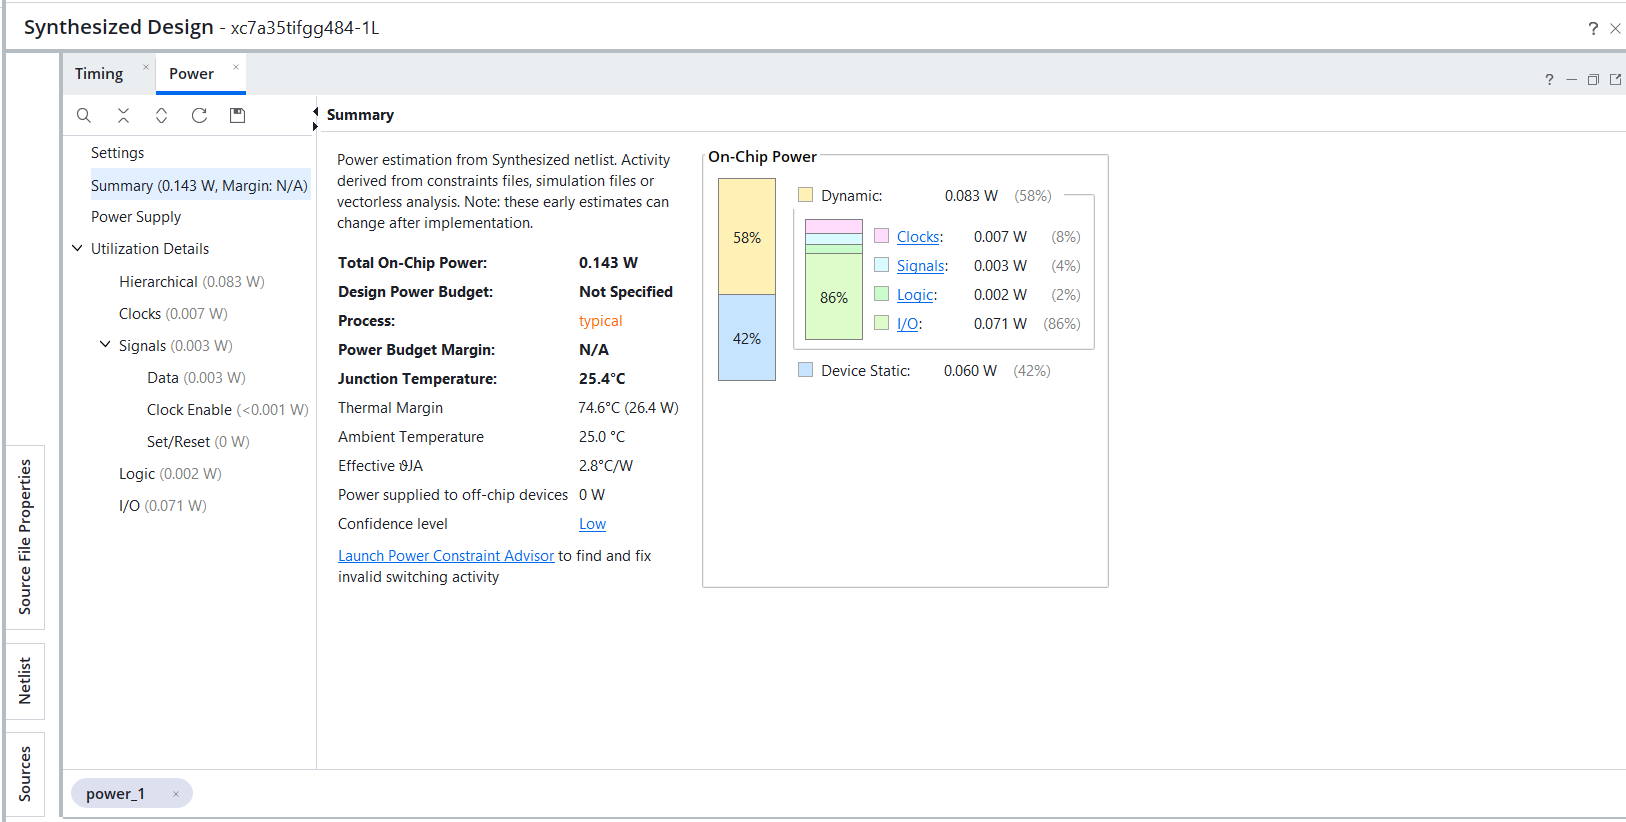 Synthesized Design - xc7a35tifgg484-1L
? ×
Timing × Power ×
? –
Summary
Settings
Summary (0.143 W, Margin: N/A)
Power Supply
Utilization Details
Hierarchical (0.083 W)
Clocks (0.007 W)
Signals (0.003 W)
Data (0.003 W)
Clock Enable (<0.001 W)
Set/Reset (0 W)
Logic (0.002 W)
I/O (0.071 W)
Power estimation from Synthesized netlist. Activity
derived from constraints files, simulation files or
vectorless analysis. Note: these early estimates can
change after implementation.
Total On-Chip Power: 0.143 W
Design Power Budget: Not Specified
Process: typical
Power Budget Margin: N/A
Junction Temperature: 25.4°C
Thermal Margin 74.6°C (26.4 W)
Ambient Temperature 25.0 °C
Effective ϑJA 2.8°C/W
Power supplied to off-chip devices 0 W
Confidence level Low
Launch Power Constraint Advisor to find and fix
invalid switching activity
On-Chip Power
58%
42%
Dynamic: 0.083 W (58%)
86%
Clocks: 0.007 W (8%)
Signals: 0.003 W (4%)
Logic: 0.002 W (2%)
I/O: 0.071 W (86%)
Device Static: 0.060 W (42%)
Source File Properties
Netlist
Sources
power_1 ×